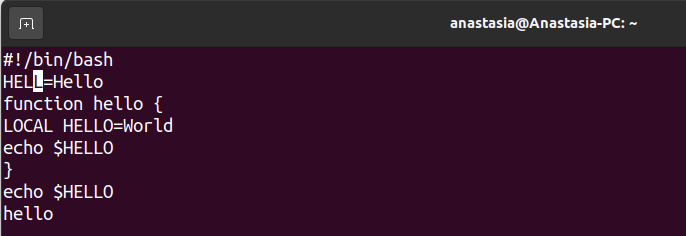 anastasia@Anastasia-PC: ~
#!/bin/bash
HELL=Hello
function hello {
LOCAL HELLO=World
echo $HELLO
}
echo $HELLO
hello